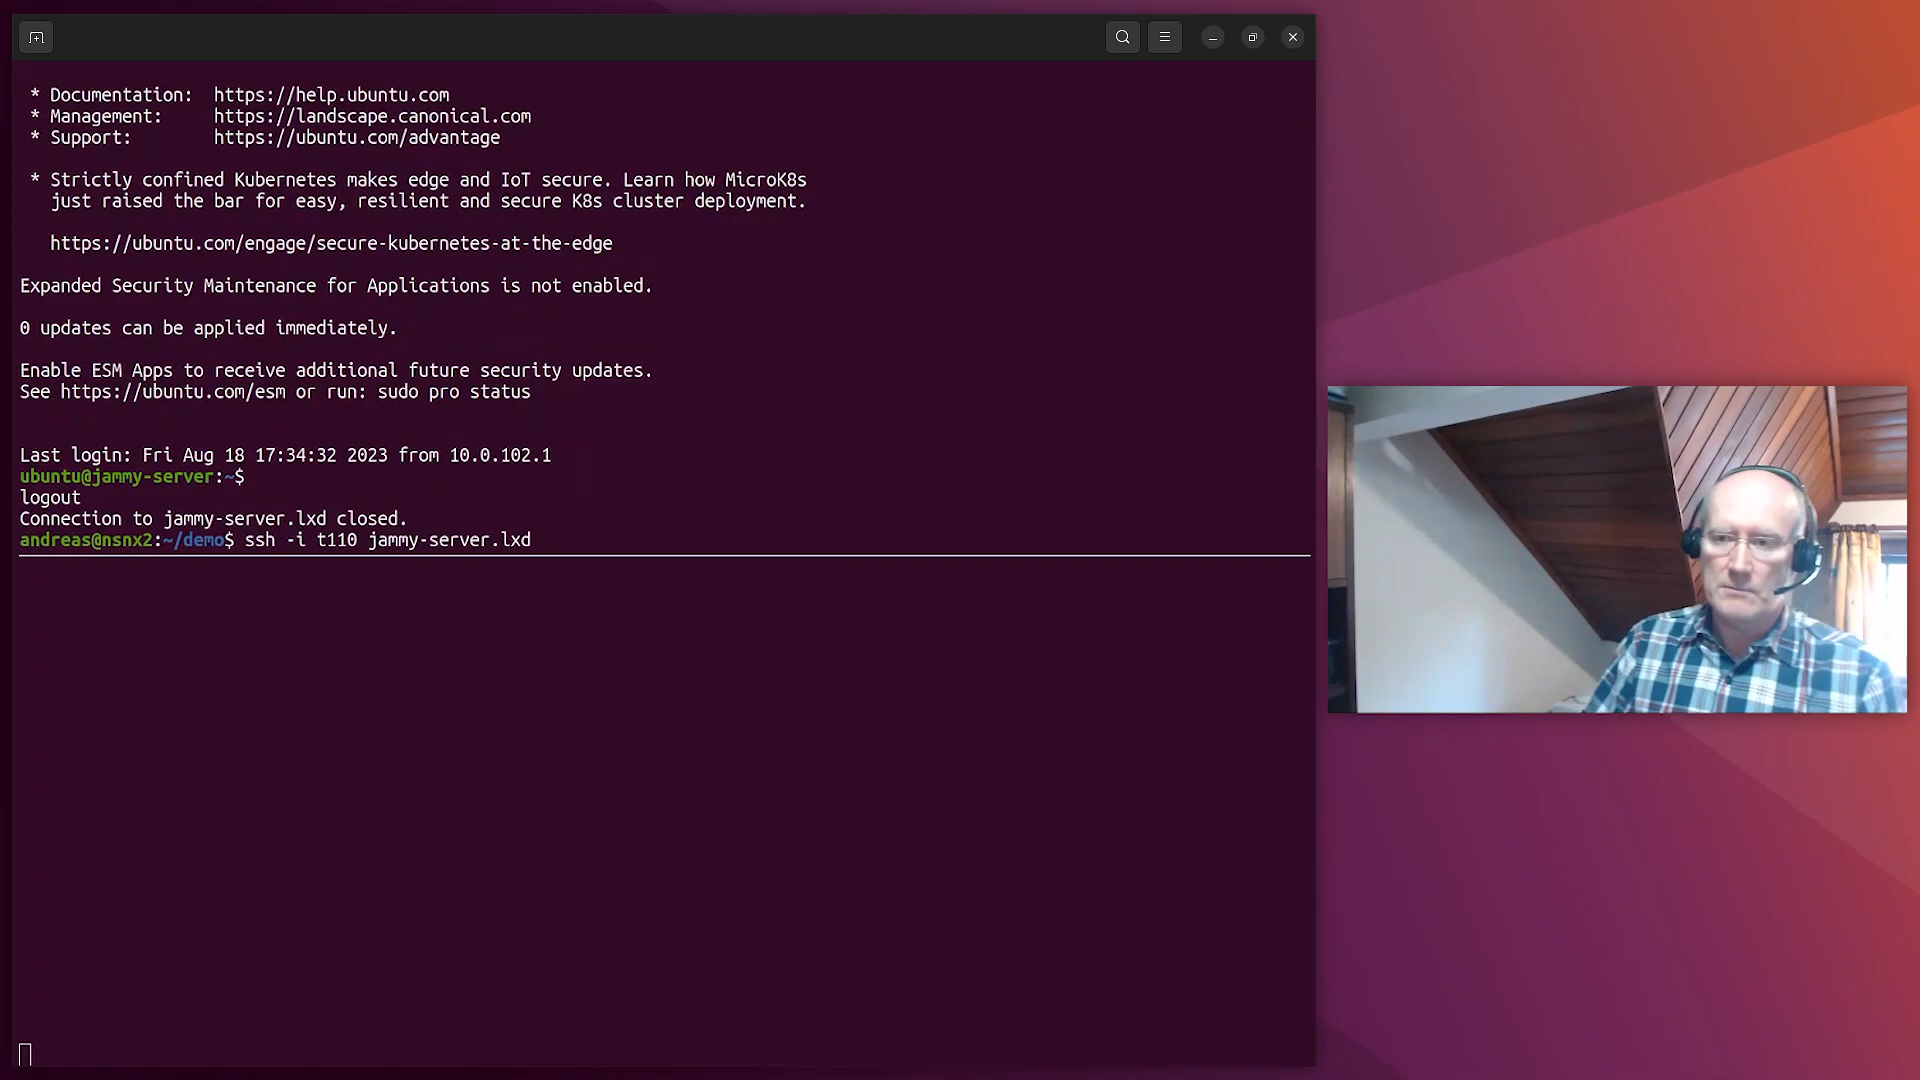 * Documentation:  https://help.ubuntu.com
* Management:     https://landscape.canonical.com
* Support:        https://ubuntu.com/advantage
* Strictly confined Kubernetes makes edge and IoT secure. Learn how MicroK8s
just raised the bar for easy, resilient and secure K8s cluster deployment.
https://ubuntu.com/engage/secure-kubernetes-at-the-edge
Expanded Security Maintenance for Applications is not enabled.
0 updates can be applied immediately.
Enable ESM Apps to receive additional future security updates.
See https://ubuntu.com/esm or run: sudo pro status
Last login: Fri Aug 18 17:34:32 2023 from 10.0.102.1
ubuntu@jammy-server:~$
logout
Connection to jammy-server.lxd closed.
andreas@nsnx2:~/demo$ ssh -i t110 jammy-server.lxd